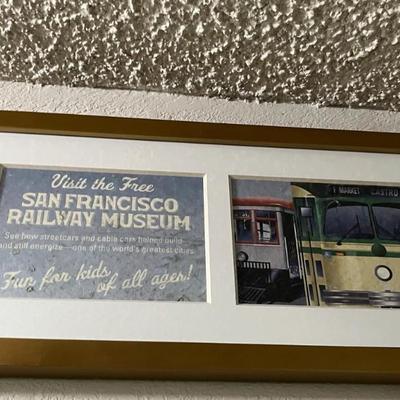 Visit the Free
SAN FRANCISCO
RAILWAY MUSEUM
See how streetcars and cable cars helped build
and still energize—one of the world's greatest cities.
Fun for kids
of all ages!
F MARKET CASTRO